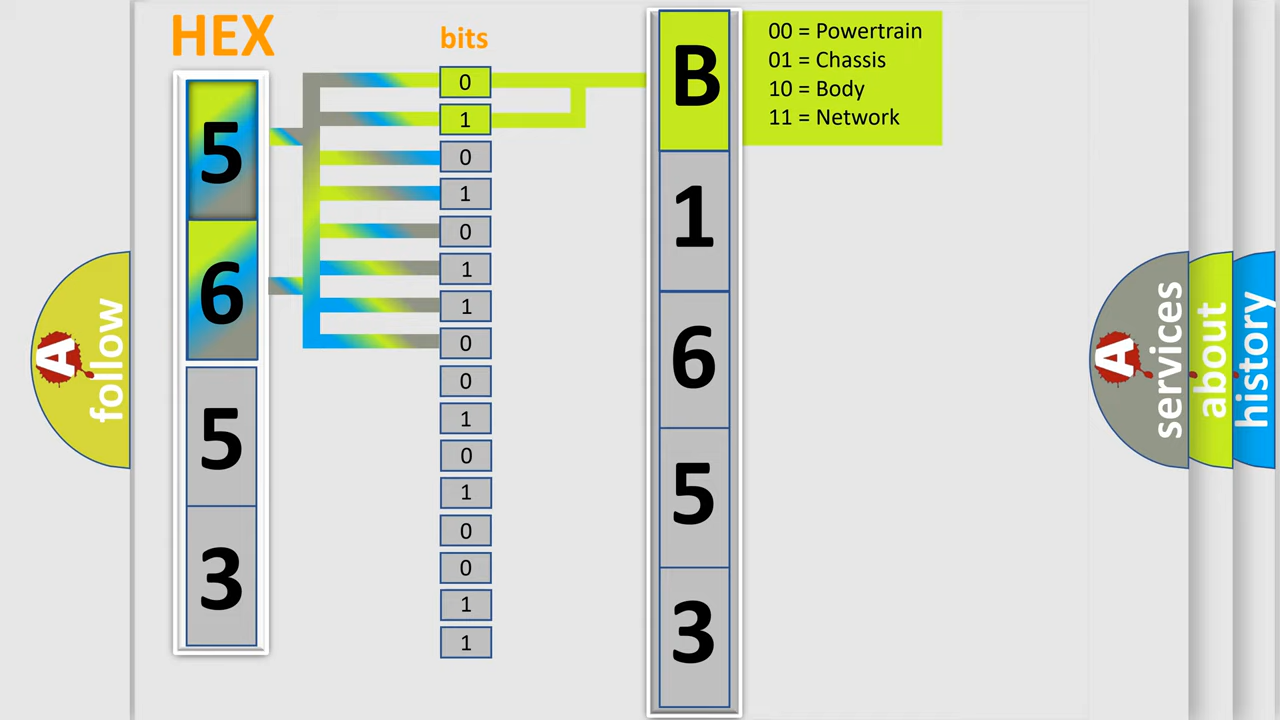 HEX
bits
5
6
5
3
0
1
0
1
0
1
1
0
0
1
0
1
0
0
1
1
B
1
6
5
3
00 = Powertrain
01 = Chassis
10 = Body
11 = Network
A
follow
A
services
about
history